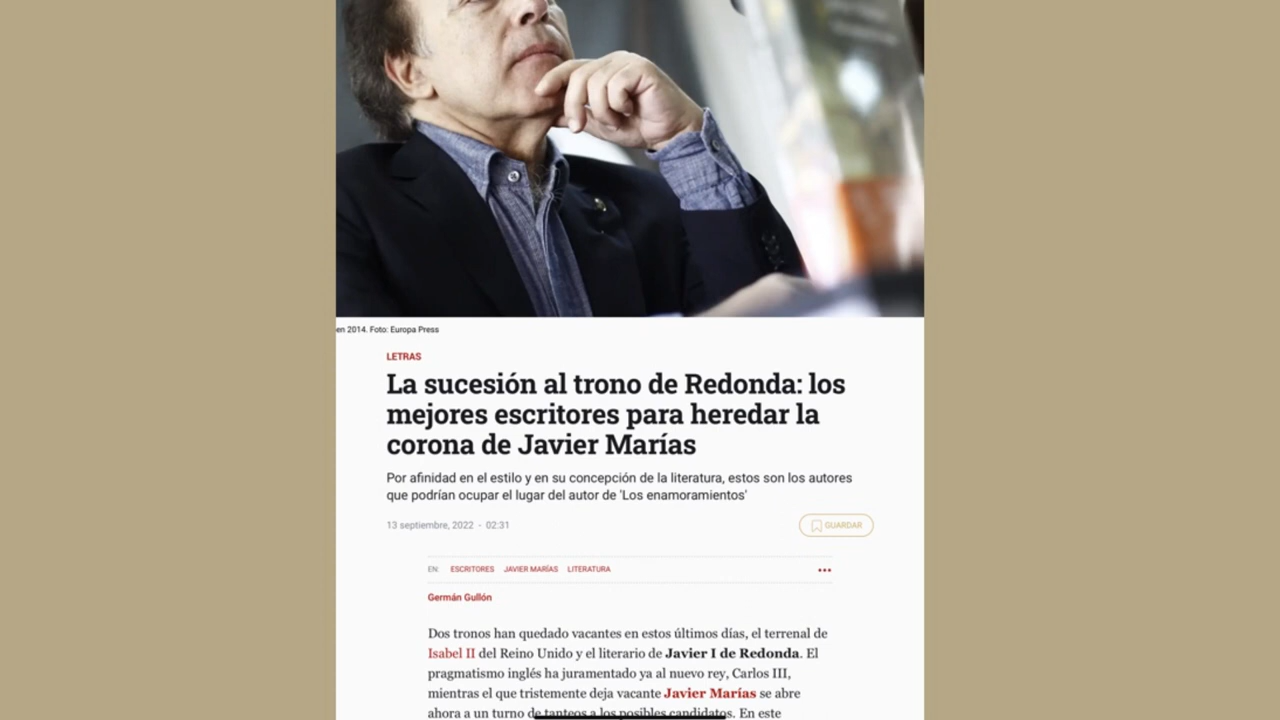 en 2014. Foto: Europa Press
LETRAS
La sucesión al trono de Redonda: los
mejores escritores para heredar la
corona de Javier Marías
Por afinidad en el estilo y en su concepción de la literatura, estos son los autores
que podrían ocupar el lugar del autor de 'Los enamoramientos'
13 septiembre, 2022 - 02:31
GUARDAR
EN: ESCRITORES JAVIER MARÍAS LITERATURA
Germán Gullón
Dos tronos han quedado vacantes en estos últimos días, el terrenal de
Isabel II del Reino Unido y el literario de Javier I de Redonda. El
pragmatismo inglés ha juramentado ya al nuevo rey, Carlos III,
mientras el que tristemente deja vacante Javier Marías se abre
ahora a un turno de tanteos a los posibles candidatos. En este